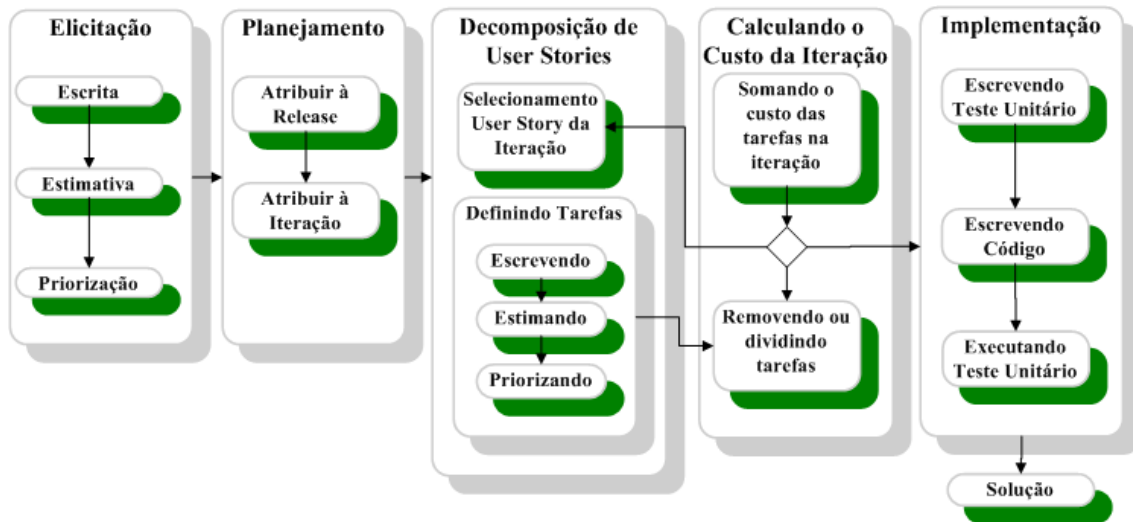 Elicitação
Escrita
Estimativa
Priorização
Planejamento
Atribuir à
Release
Atribuir à
Iteração
Decomposição de
User Stories
Selecionamento
User Story da
Iteração
Definindo Tarefas
Escrevendo
Estimando
Priorizando
Calculando o
Custo da Iteração
Somando o
custo das
tarefas na
iteração
Removendo ou
dividindo
tarefas
Implementação
Escrevendo
Teste Unitário
Escrevendo
Código
Executando
Teste Unitário
Solução